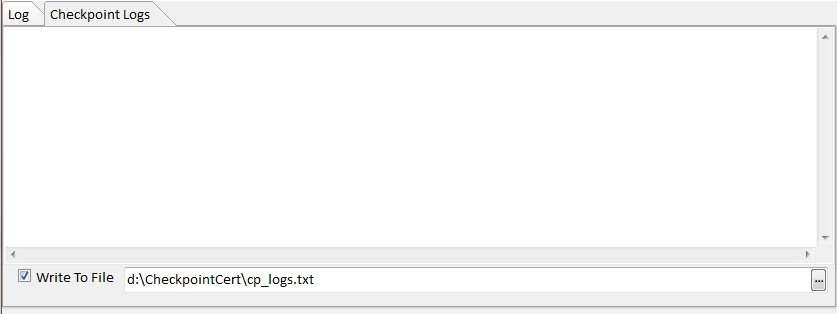 Log Checkpoint Logs
Write To File d:\CheckpointCert\cp_logs.txt ...